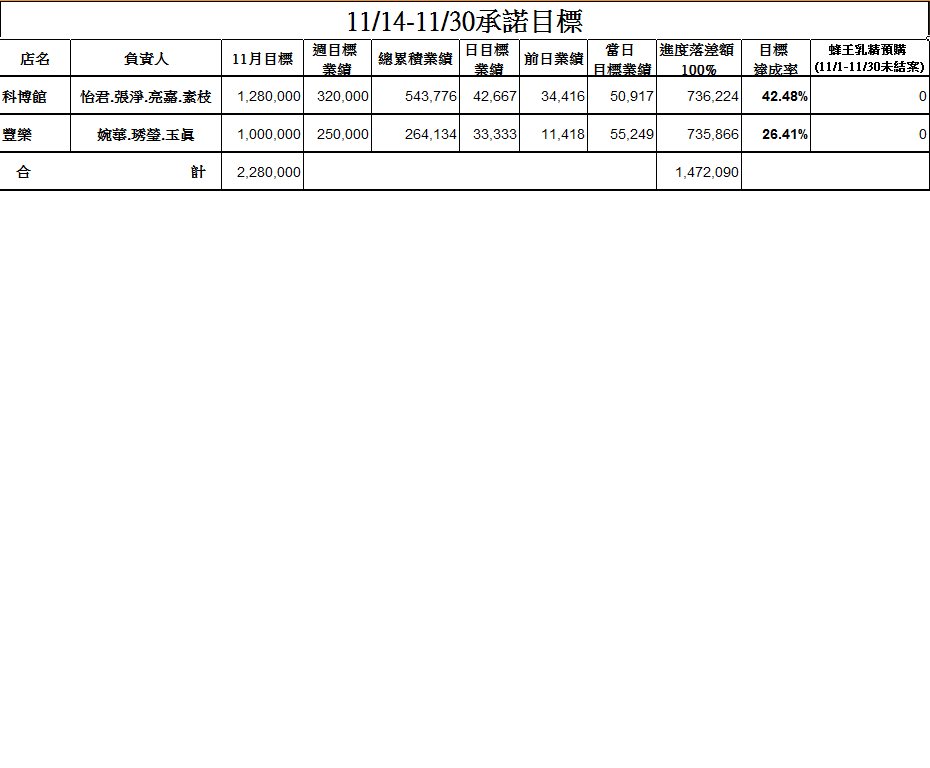 11/14-11/30承諾目標
店名 負責人 11月目標 週目標業績 總累積業績 日目標業績 前日業績 當日目標業績 進度落差額100% 目標達成率 蜂王乳精預購(11/1-11/30未結案)
科博館 怡君.張淨.亮嘉.素枝 1,280,000 320,000 543,776 42,667 34,416 50,917 736,224 42.48% 0
豐樂 婉華.琇瑩.玉真 1,000,000 250,000 264,134 33,333 11,418 55,249 735,866 26.41% 0
合 計 2,280,000 1,472,090